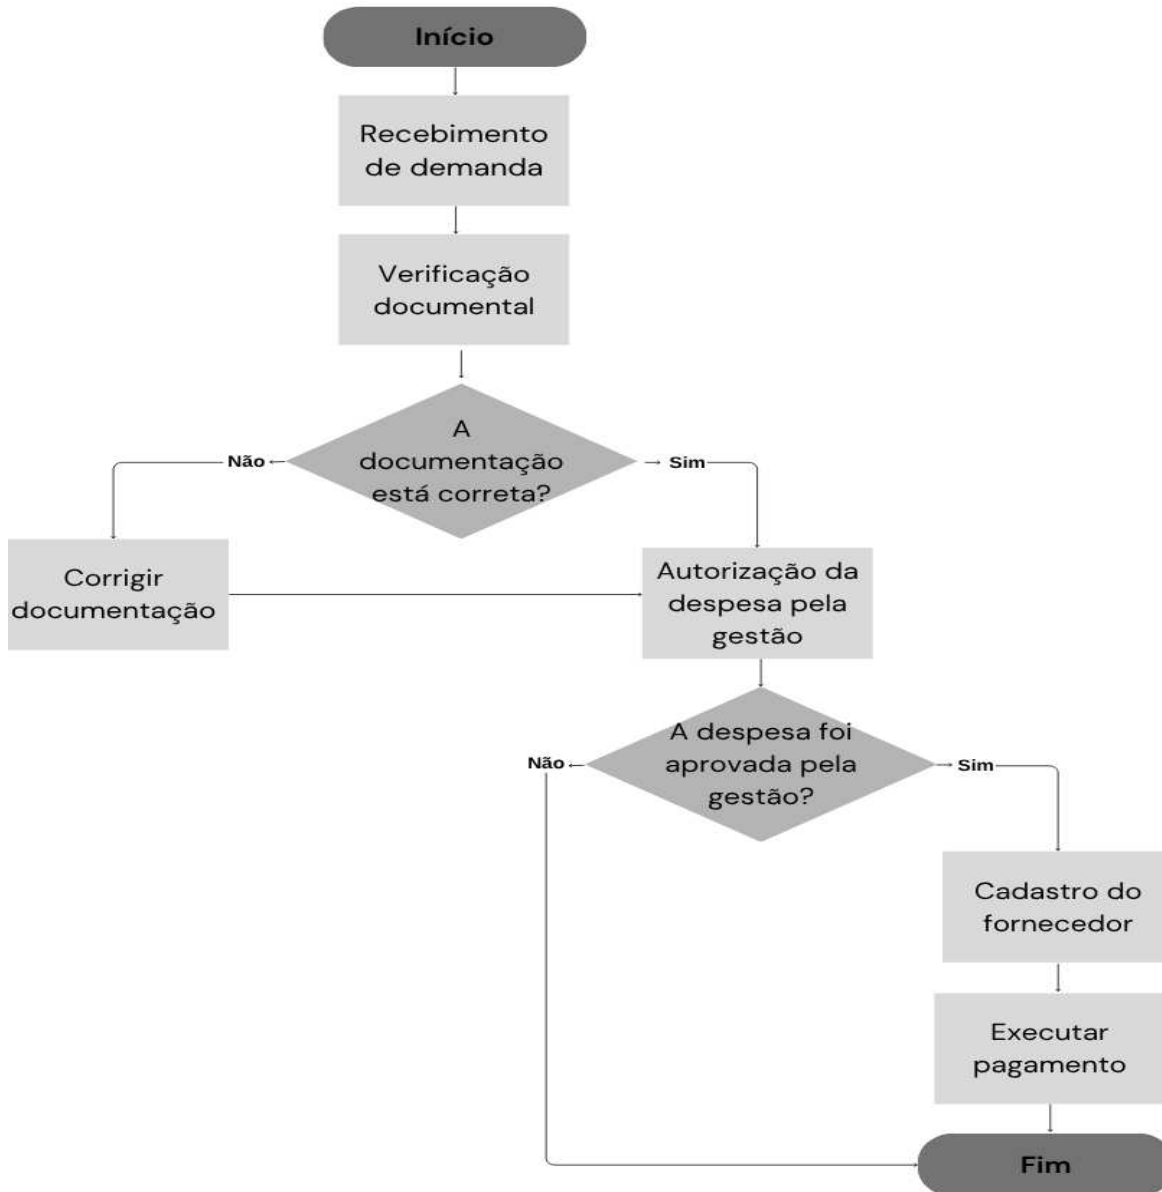 Início
Recebimento
de demanda
Verificação
documental
A
documentação
está correta?
Não
Sim
Corrigir
documentação
Autorização da
despesa pela
gestão
A despesa foi
aprovada pela
gestão?
Não
Sim
Cadastro do
fornecedor
Executar
pagamento
Fim